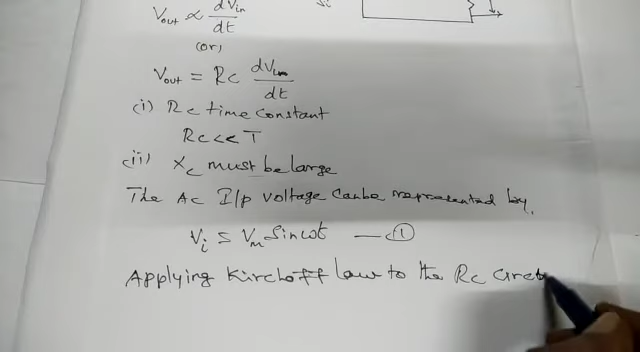 Vout ∝ dVin/dt
(or)
Vout = RC dVin/dt
(i) RC time constant
RC << T
(ii) Xc must be large
The AC I/p voltage can be represented by,
Vi = Vm Sinωt — ①
Applying Kirchoff law to the RC